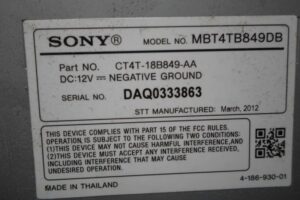 SONY® MODEL NO. MBT4TB849DB
Part NO. CT4T-18B849-AA
DC:12V ⎓ NEGATIVE GROUND
SERIAL NO. DAQ0333863
STT MANUFACTURED: March, 2012
THIS DEVICE COMPLIES WITH PART 15 OF THE FCC RULES.
OPERATION, IS SUBJECT TO THE FOLLOWING TWO CONDITIONS:
(1)THIS DEVICE MAY NOT CAUSE HARMFUL INTERFERENCE,AND
(2)THIS DEVICE MUST ACCEPT ANY INTERFERENCE RECEIVED,
INCLUDING INTERFERENCE THAT MAY CAUSE
UNDESIRED OPERATION.
MADE IN THAILAND 4-186-930-01